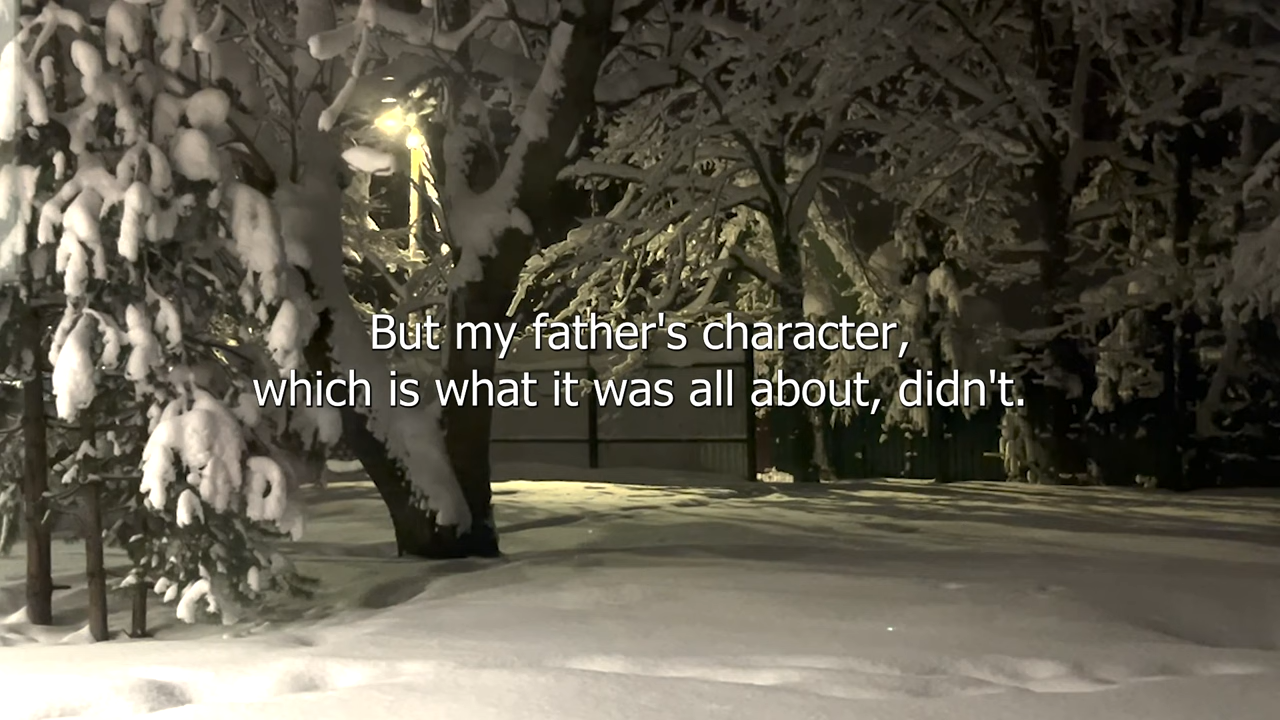 But my father's character,
which is what it was all about, didn't.